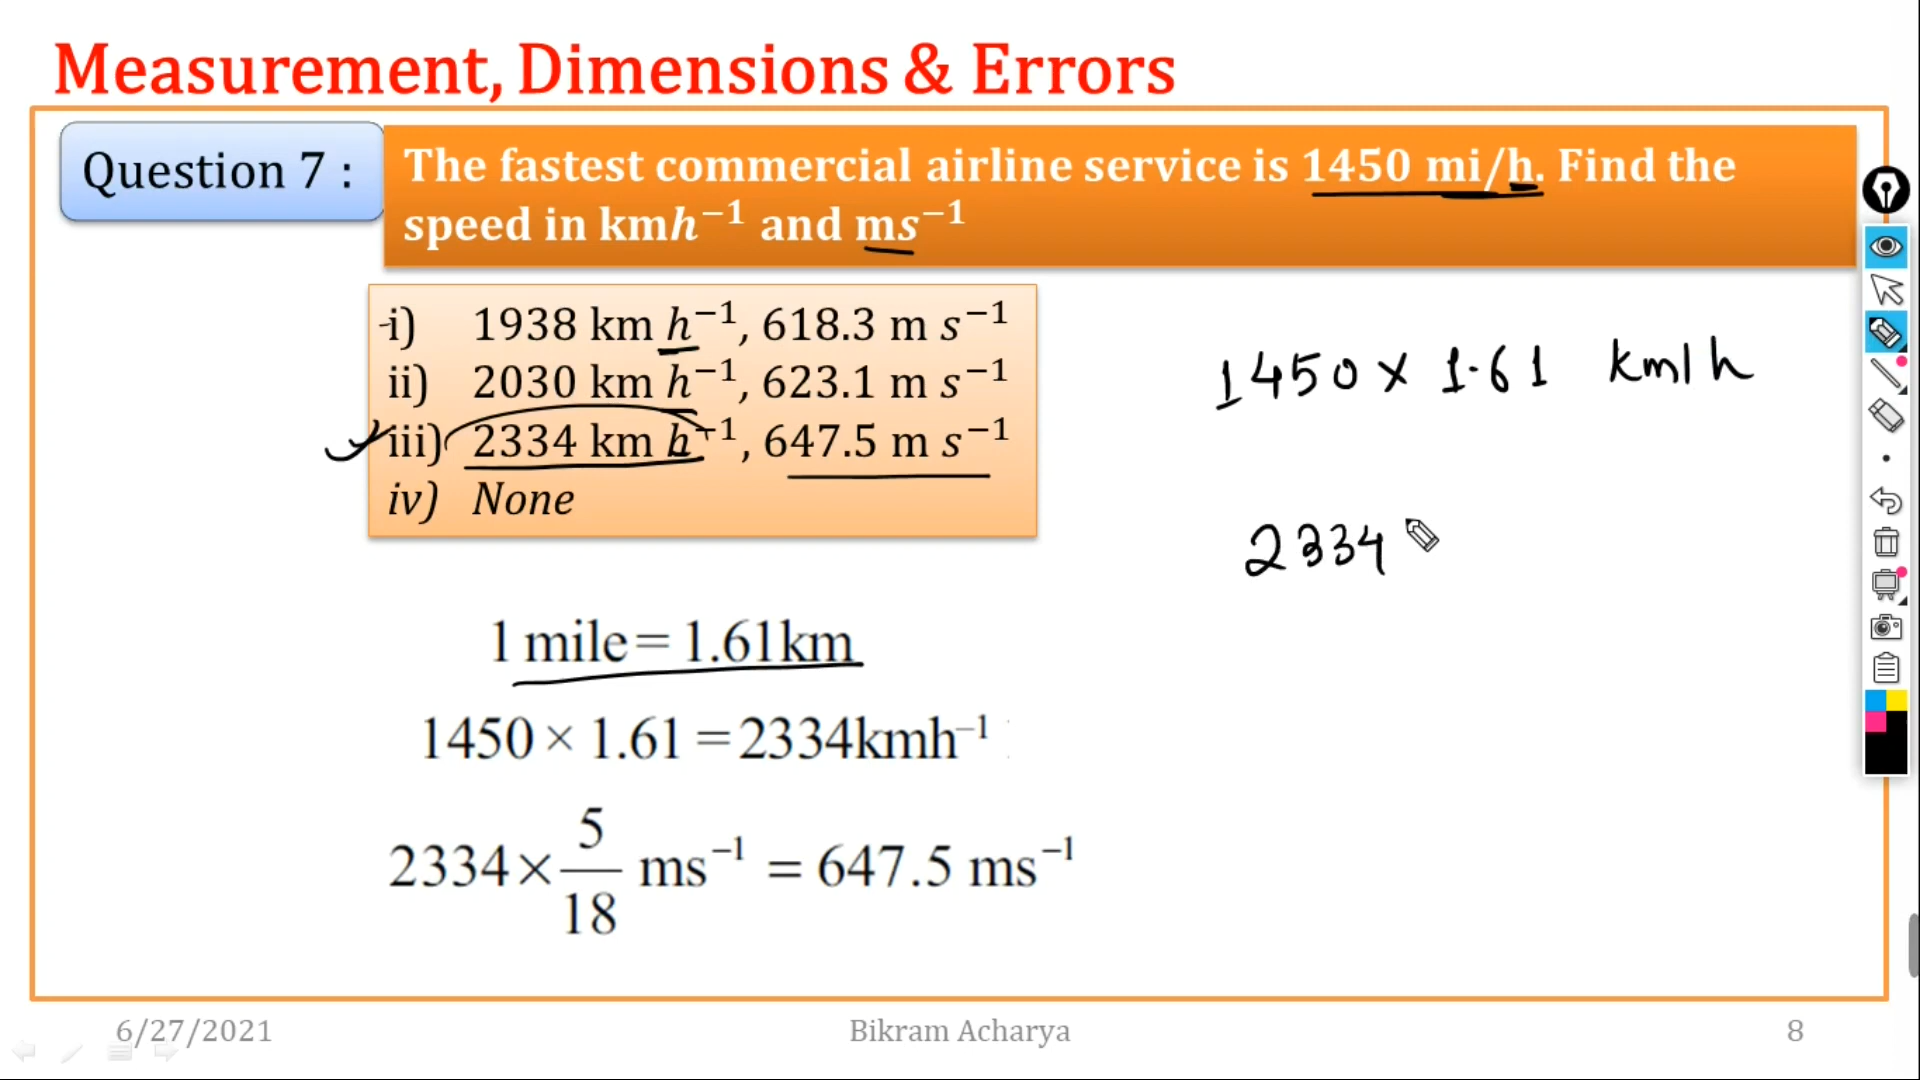 Measurement, Dimensions & Errors
Question 7 :
The fastest commercial airline service is 1450 mi/h. Find the
speed in kmh⁻¹ and ms⁻¹
i) 1938 km h⁻¹, 618.3 m s⁻¹
ii) 2030 km h⁻¹, 623.1 m s⁻¹
iii) 2334 km h⁻¹, 647.5 m s⁻¹
iv) None
1450 × 1.61 km/h
2334
1 mile = 1.61km
1450 × 1.61 = 2334kmh⁻¹
2334 × 5/18 ms⁻¹ = 647.5 ms⁻¹
6/27/2021
Bikram Acharya
8